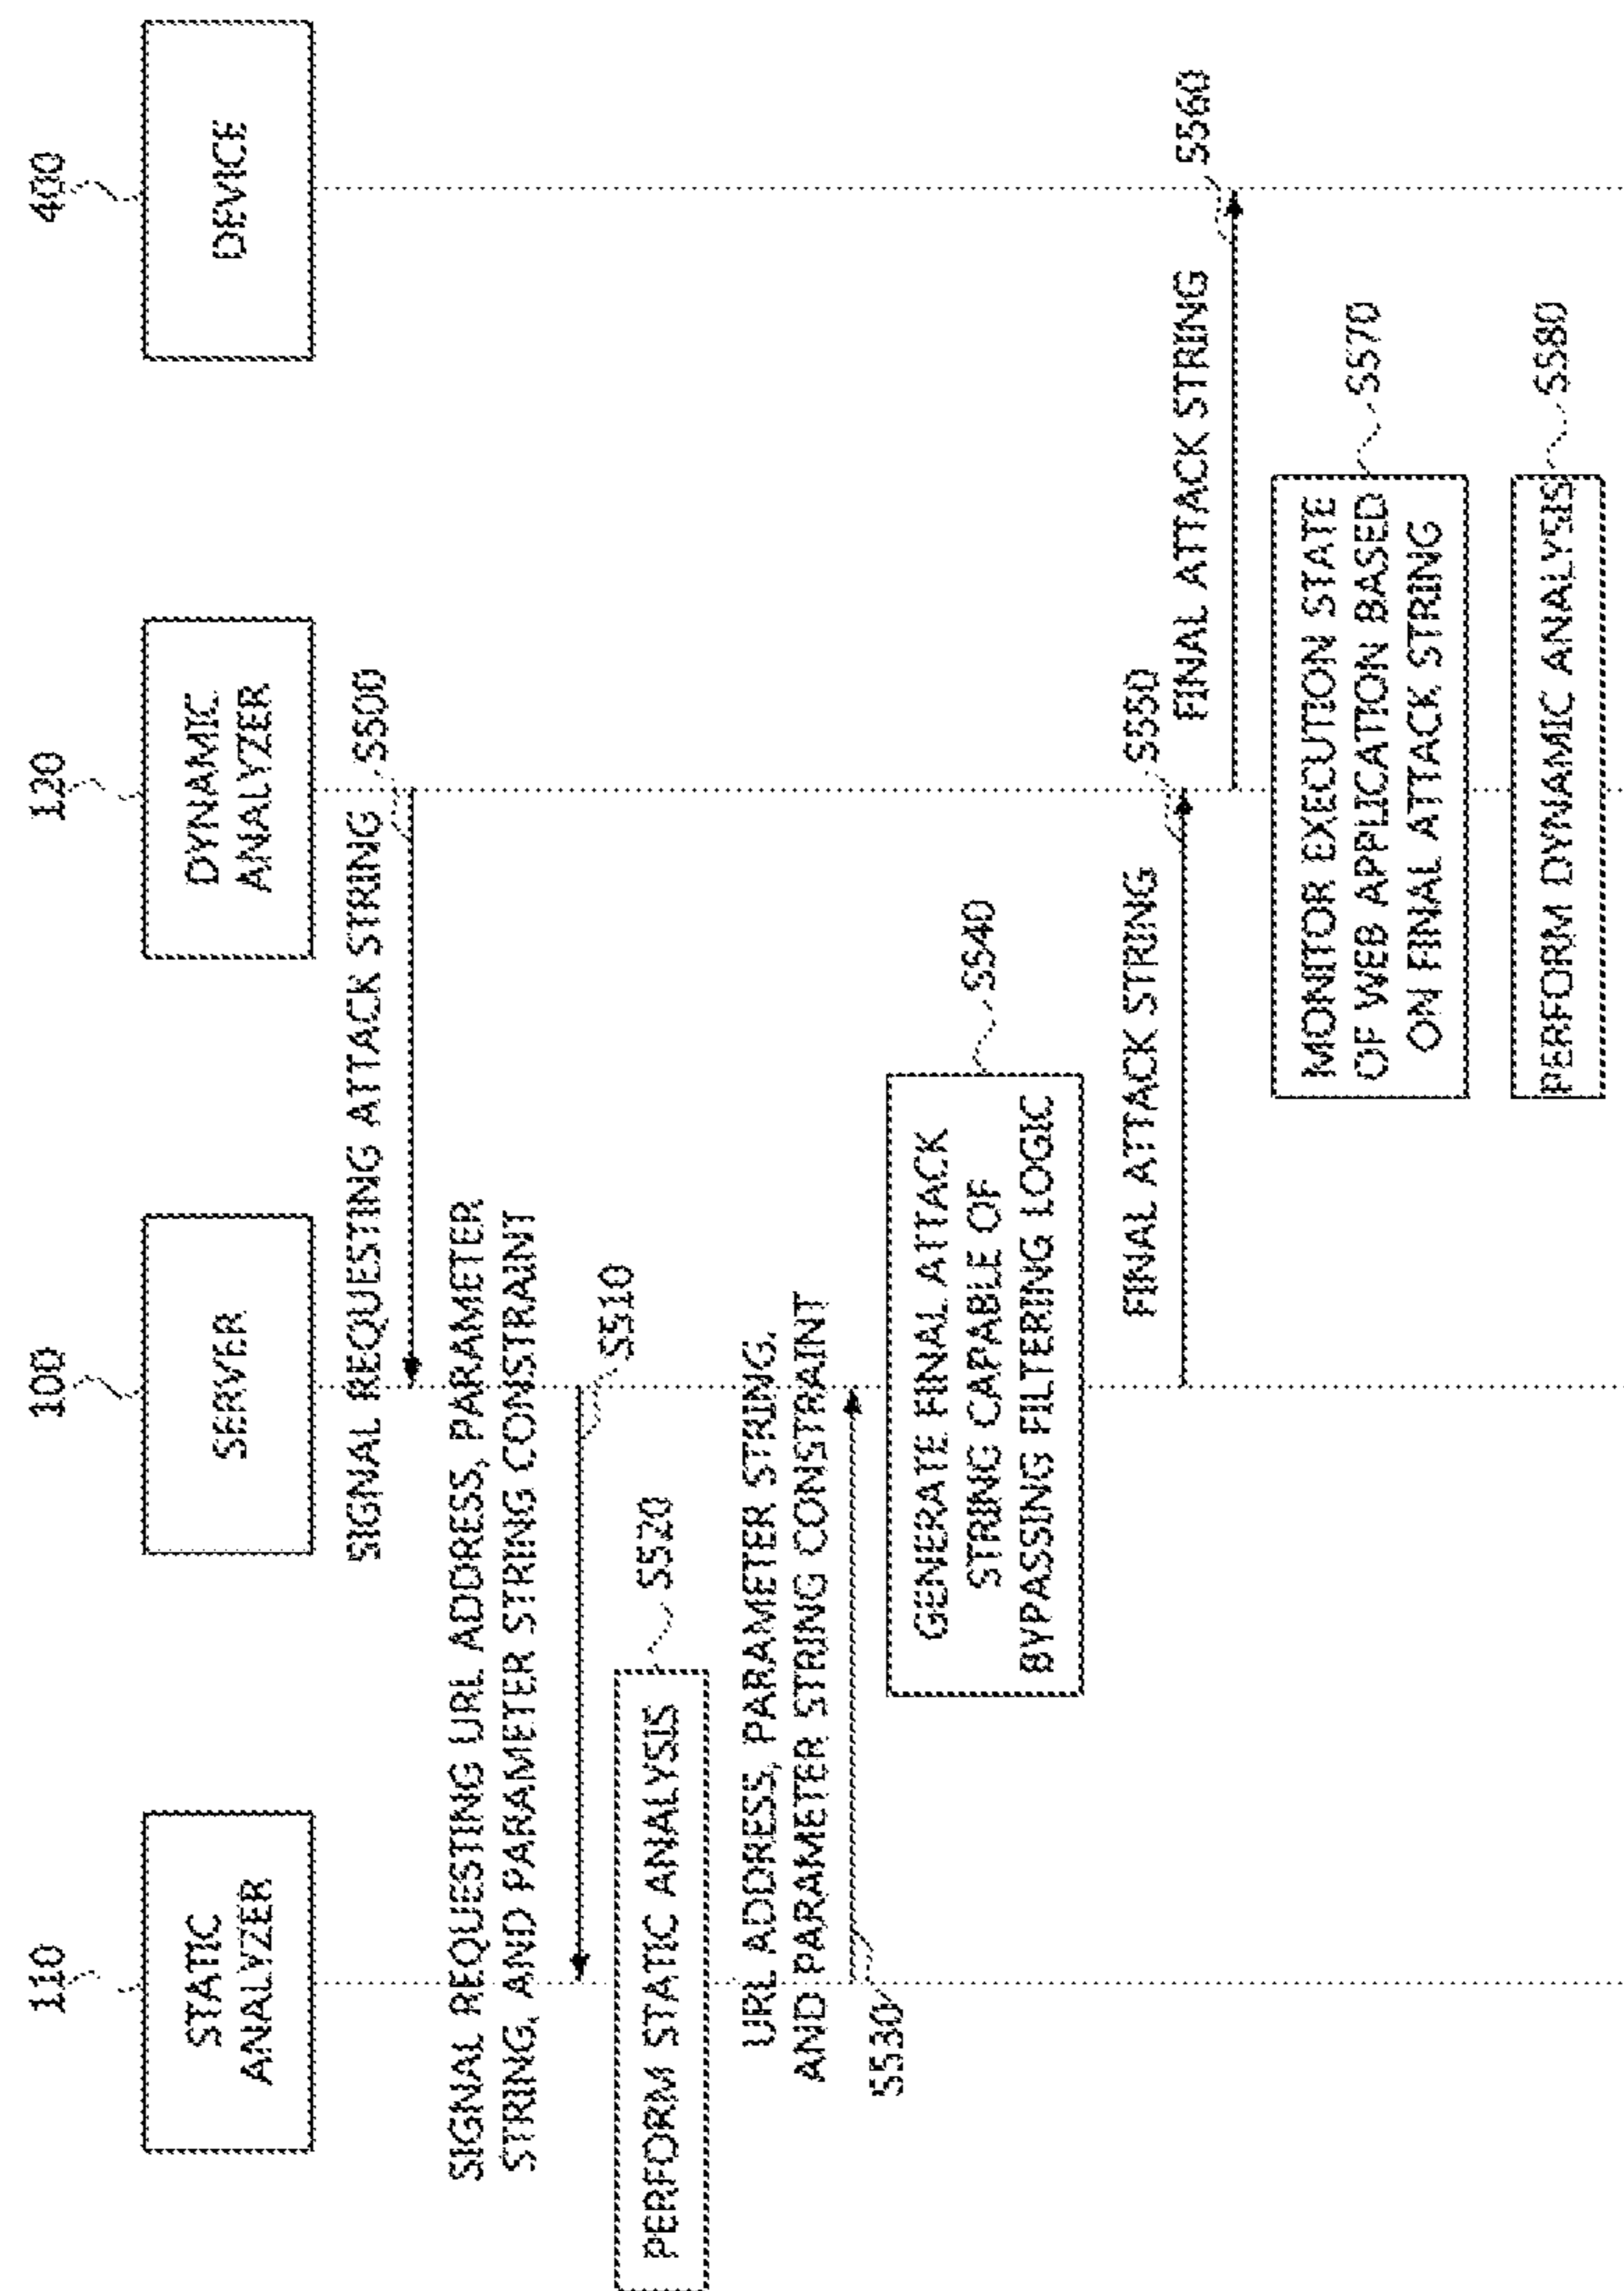 110
STATIC
ANALYZER
100
SERVER
120
DYNAMIC
ANALYZER
400
DEVICE
SIGNAL REQUESTING ATTACK STRING
S500
SIGNAL REQUESTING URL ADDRESS, PARAMETER
STRING, AND PARAMETER STRING CONSTRAINT
S510
PERFORM STATIC ANALYSIS
S520
URL ADDRESS, PARAMETER STRING,
AND PARAMETER STRING CONSTRAINT
S530
GENERATE FINAL ATTACK
STRING CAPABLE OF
BYPASSING FILTERING LOGIC
S540
FINAL ATTACK STRING
S550
FINAL ATTACK STRING
S560
MONITOR EXECUTION STATE
OF WEB APPLICATION BASED
ON FINAL ATTACK STRING
S570
PERFORM DYNAMIC ANALYSIS
S580